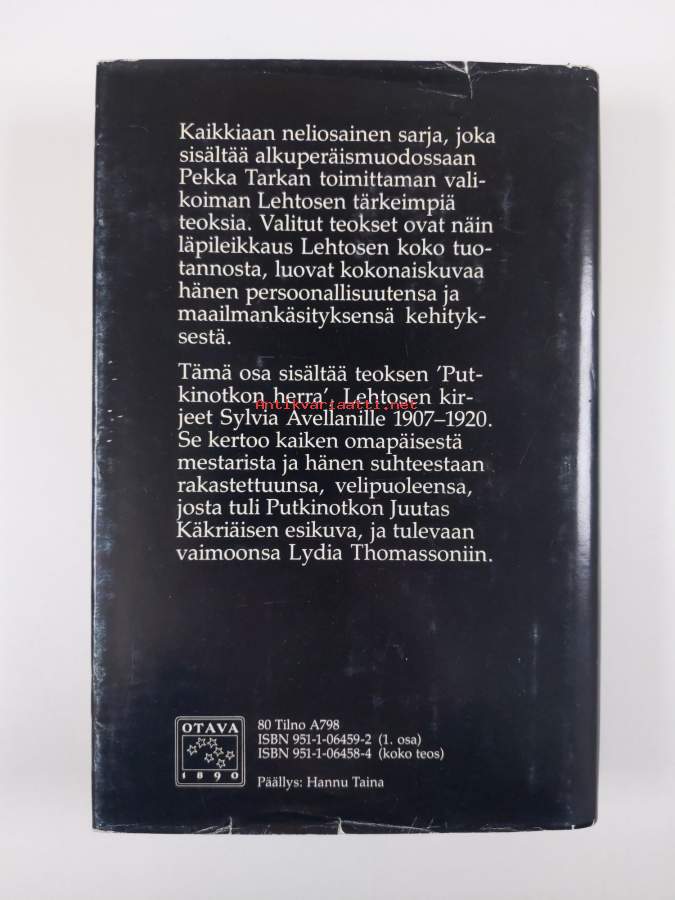 Kaikkiaan neliosainen sarja, joka
sisältää alkuperäismuodossaan
Pekka Tarkan toimittaman vali-
koiman Lehtosen tärkeimpiä
teoksia. Valitut teokset ovat näin
läpileikkaus Lehtosen koko tuo-
tannosta, luovat kokonaiskuvaa
hänen persoonallisuutensa ja
maailmankäsityksensä kehityk-
sestä.
Tämä osa sisältää teoksen 'Put-
kinotkon herra'. Lehtosen kir-
Antikvariaatti.net
jeet Sylvia Avellanille 1907–1920.
Se kertoo kaiken omapäisestä
mestarista ja hänen suhteestaan
rakastettuunsa, velipuoleensa,
josta tuli Putkinotkon Juutas
Käkriäisen esikuva, ja tulevaan
vaimoonsa Lydia Thomassoniin.
OTAVA
1890
80 Tilno A798
ISBN 951-1-06459-2 (1. osa)
ISBN 951-1-06458-4 (koko teos)
Päällys: Hannu Taina